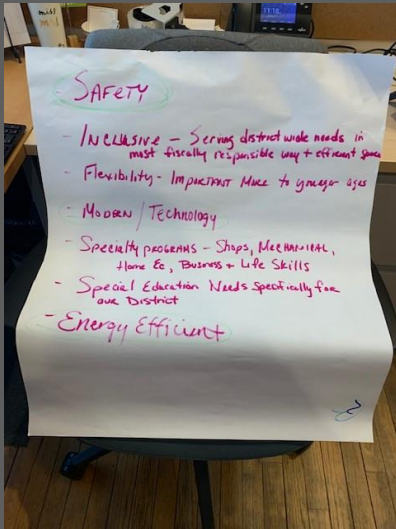 - SAFETY
- INCLUSIVE - Serving district wide needs in
most fiscally responsible way + efficient space
- Flexibility - IMPORTANT MORE to younger ages
- MODERN / Technology
- Specialty PROGRAMS - Shops, MECHANICAL,
Home Ec, Business + Life Skills
- Special Education Needs Specifically for
our District
- Energy Efficient
11:16